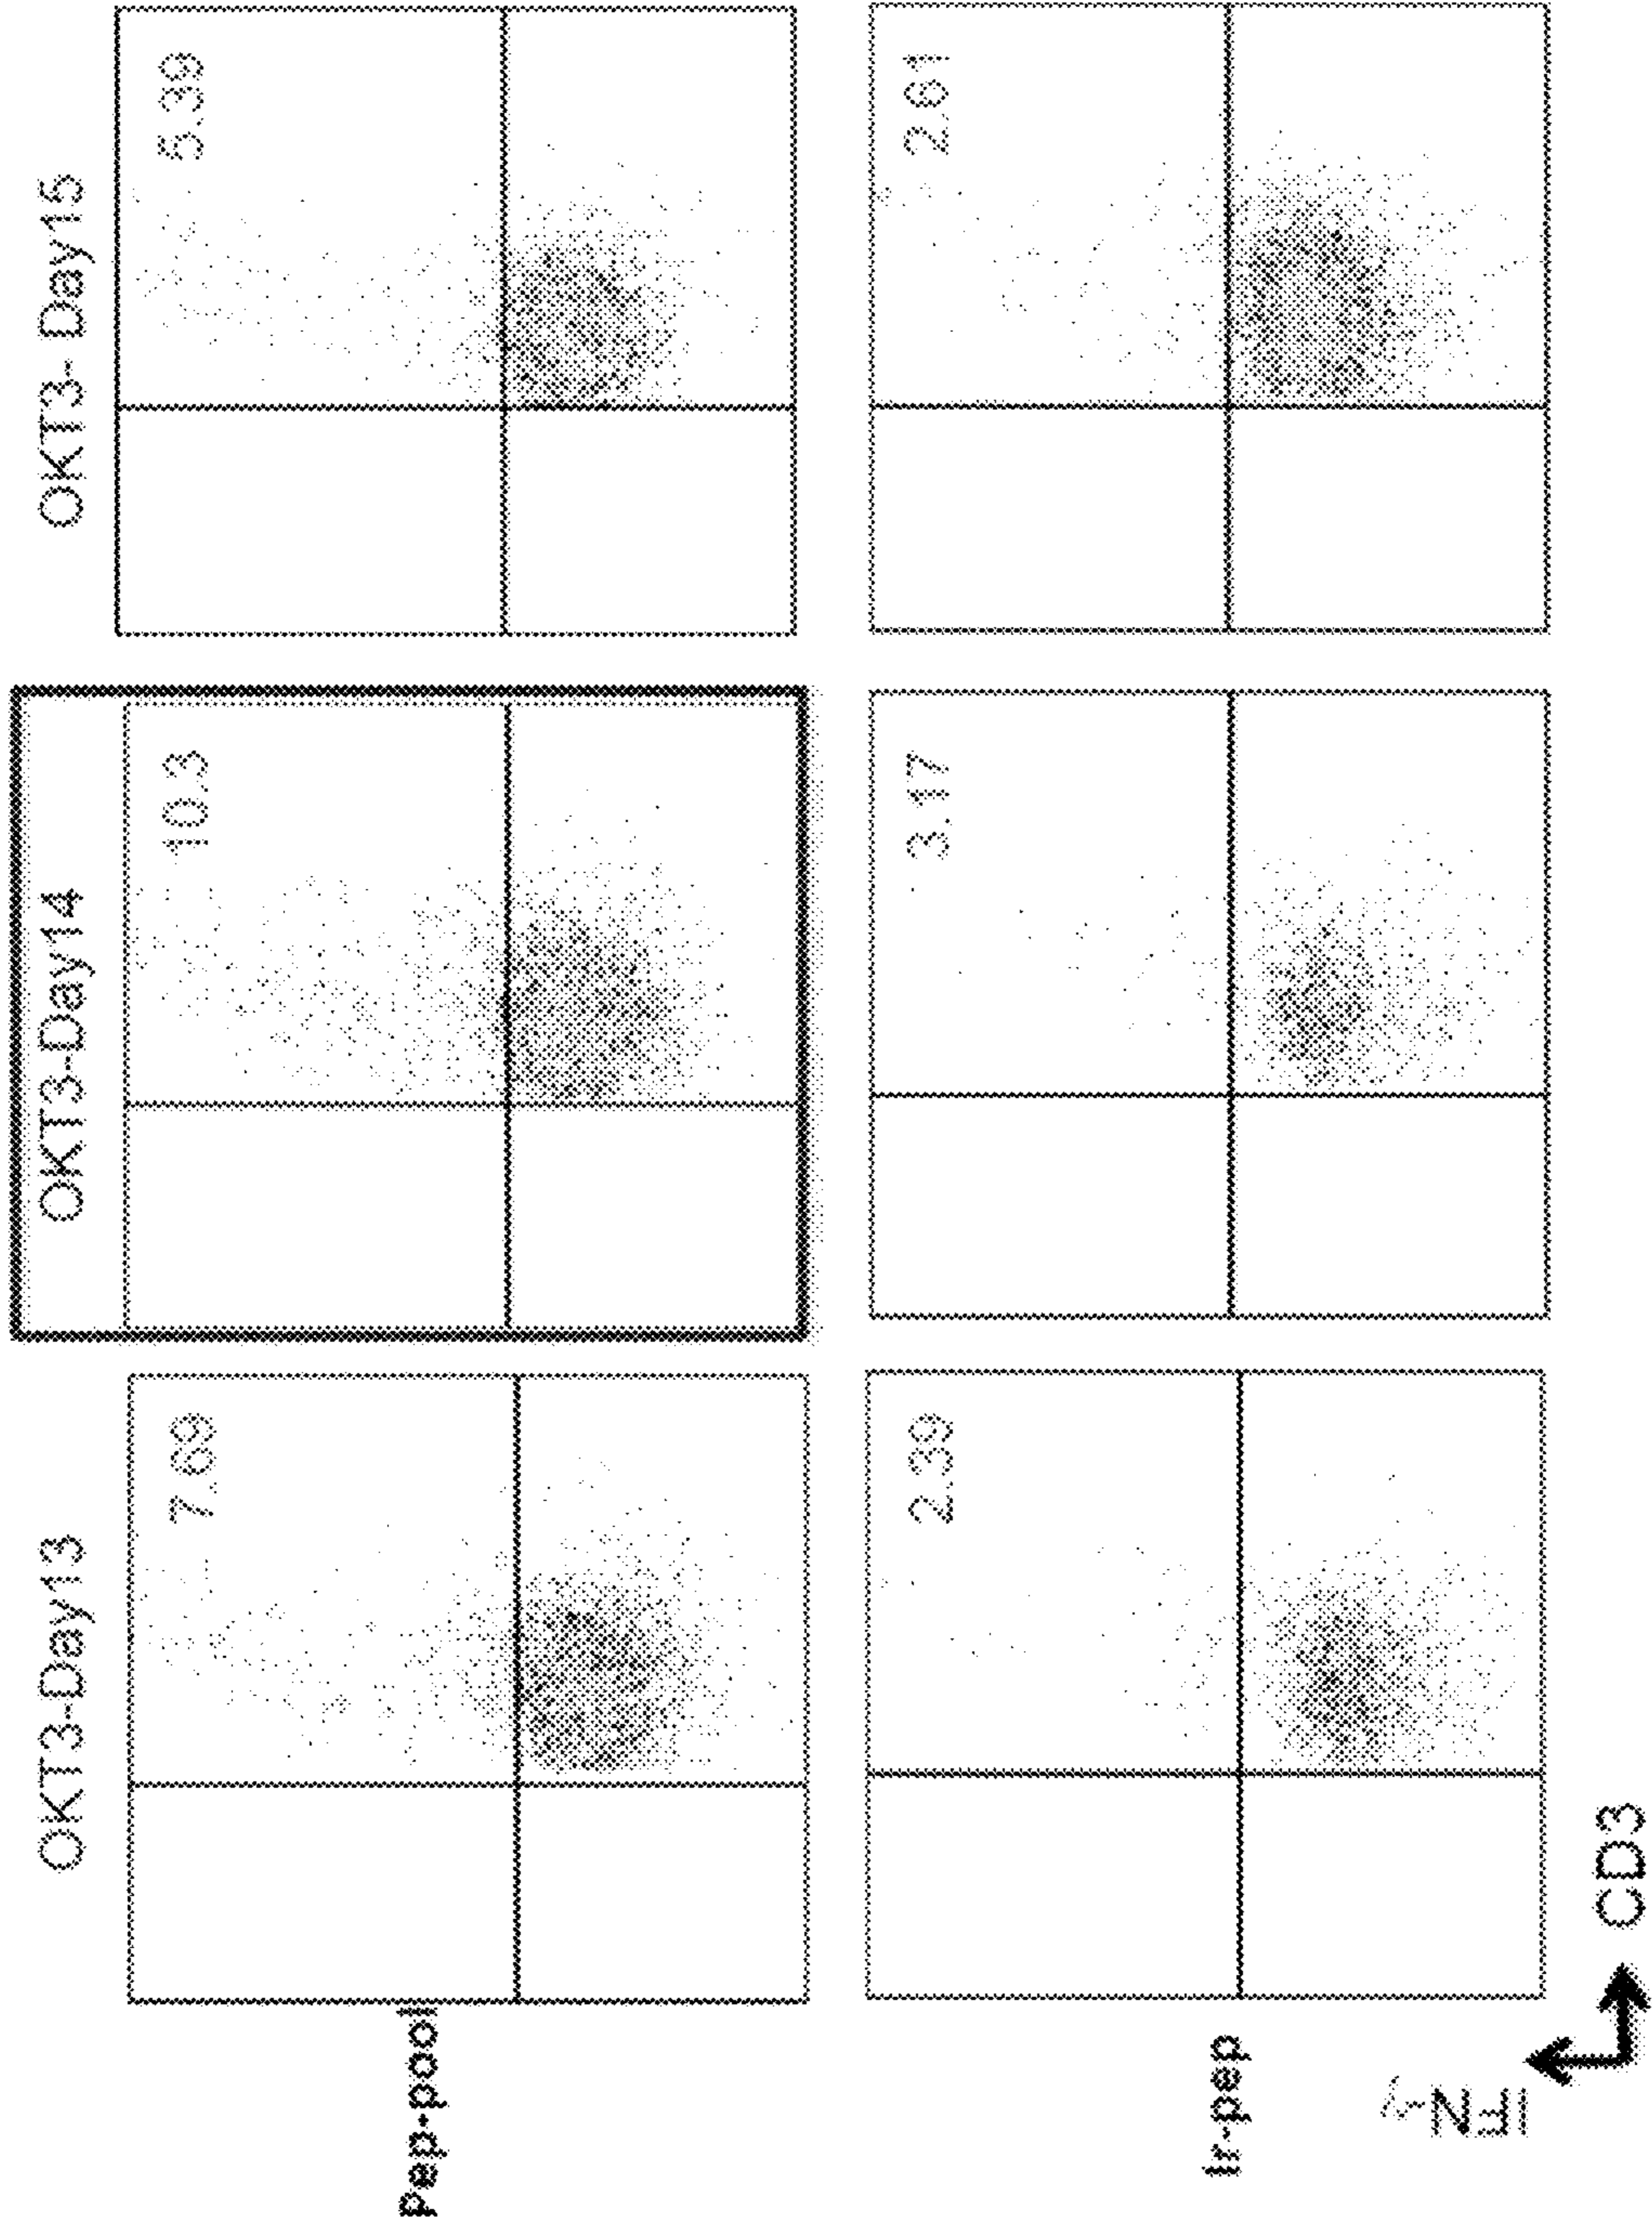 OKT3-Day13
OKT3-Day14
OKT3- Day15
Pep-pool
7.69
10.3
5.39
Ir-pep
2.39
3.17
2.61
IFN-γ
CD3